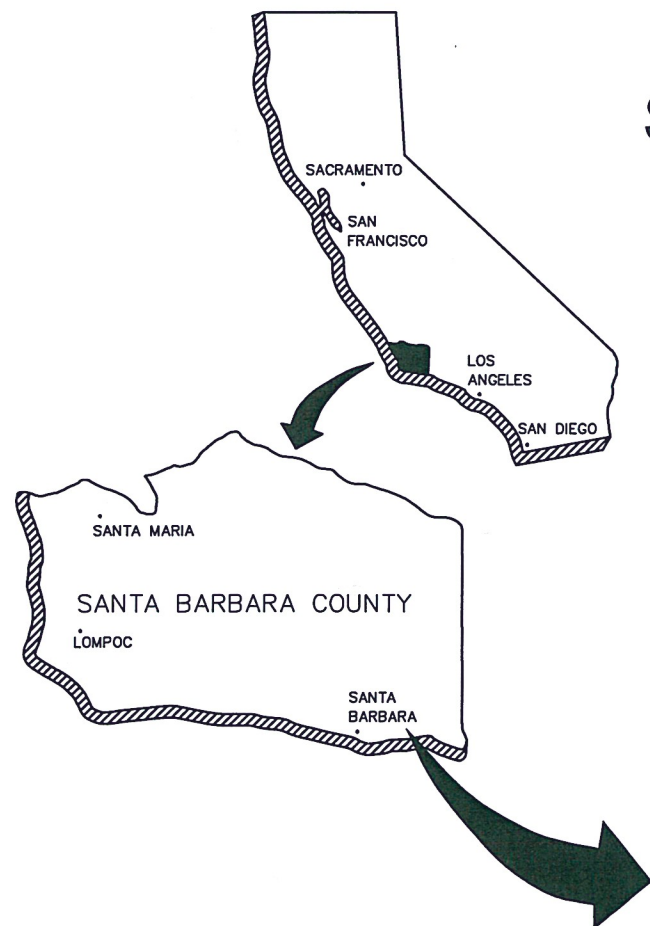 S
SACRAMENTO
SAN
FRANCISCO
LOS
ANGELES
SAN DIEGO
SANTA MARIA
SANTA BARBARA COUNTY
LOMPOC
SANTA
BARBARA